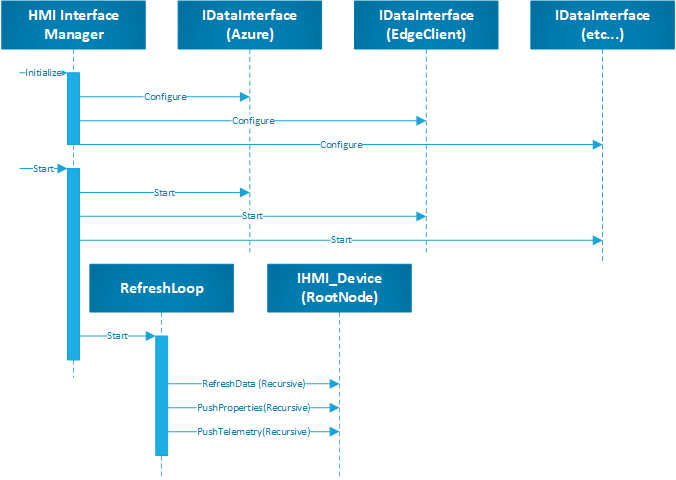 HMI Interface
Manager
IDataInterface
(Azure)
IDataInterface
(EdgeClient)
IDataInterface
(etc...)
Initialize
Configure
Configure
Configure
Start
Start
Start
Start
RefreshLoop
IHMI_Device
(RootNode)
Start
RefreshData (Recursive)
PushProperties(Recursive)
PushTelemetry(Recursive)